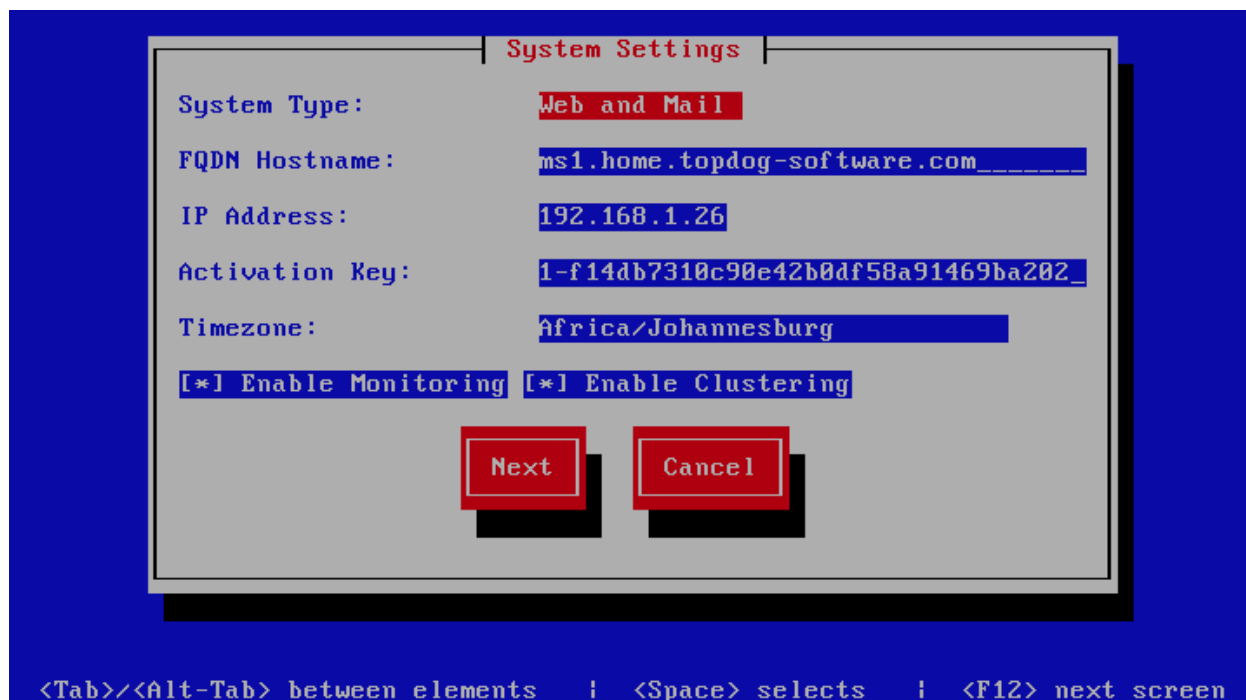 System Settings
System Type: Web and Mail
FQDN Hostname: ms1.home.topdog-software.com_______
IP Address: 192.168.1.26
Activation Key: 1-f14db7310c90e42b0df58a91469ba202_
Timezone: Africa/Johannesburg
[*] Enable Monitoring [*] Enable Clustering
Next Cancel
<Tab>/<Alt-Tab> between elements | <Space> selects | <F12> next screen